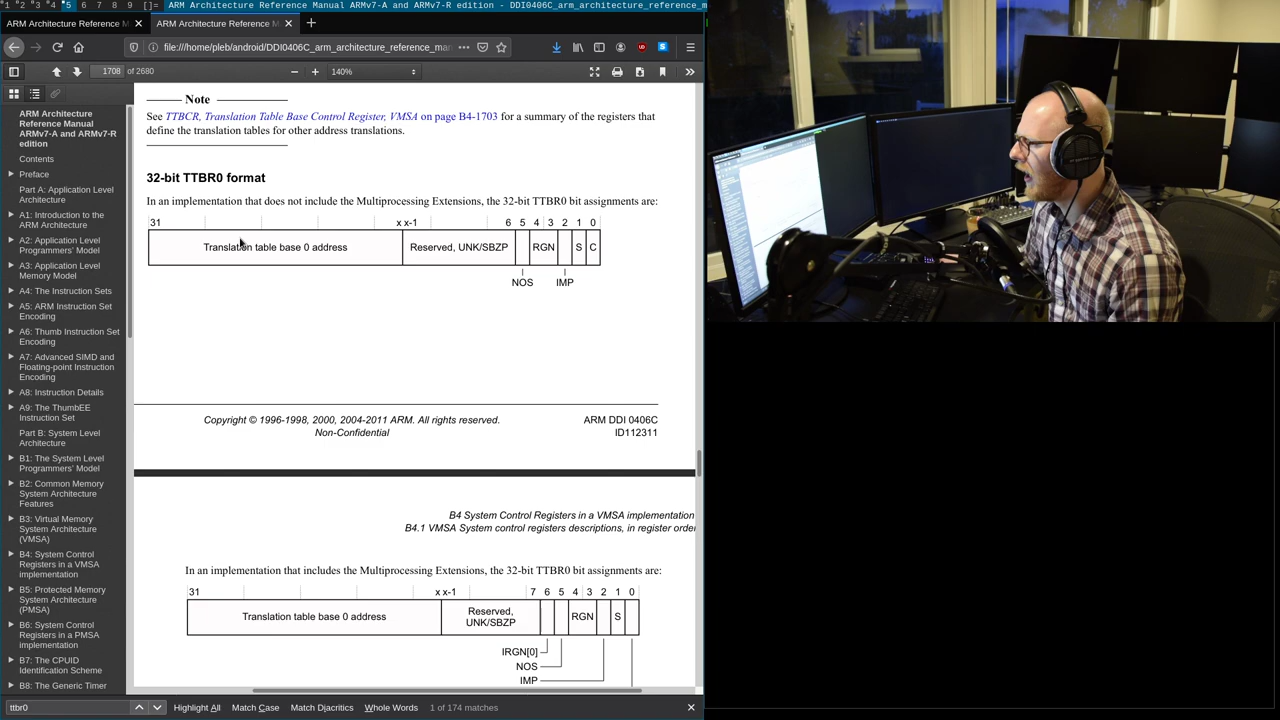 1 2 3 4 5 6 7 8 9 []= ARM Architecture Reference Manual ARMv7-A and ARMv7-R edition - DDI0406C_arm_architecture_reference_m
ARM Architecture Reference M
ARM Architecture Reference M
file:///home/pleb/android/DDI0406C_arm_architecture_reference_ma
1708 of 2680
140%
ARM Architecture
Reference Manual
ARMv7-A and ARMv7-R
edition
Contents
Preface
Part A: Application Level
Architecture
A1: Introduction to the
ARM Architecture
A2: Application Level
Programmers' Model
A3: Application Level
Memory Model
A4: The Instruction Sets
A5: ARM Instruction Set
Encoding
A6: Thumb Instruction Set
Encoding
A7: Advanced SIMD and
Floating-point Instruction
Encoding
A8: Instruction Details
A9: The ThumbEE
Instruction Set
Part B: System Level
Architecture
B1: The System Level
Programmers' Model
B2: Common Memory
System Architecture
Features
B3: Virtual Memory
System Architecture
(VMSA)
B4: System Control
Registers in a VMSA
implementation
B5: Protected Memory
System Architecture
(PMSA)
B6: System Control
Registers in a PMSA
implementation
B7: The CPUID
Identification Scheme
B8: The Generic Timer
Note
See TTBCR, Translation Table Base Control Register, VMSA on page B4-1703 for a summary of the registers that
define the translation tables for other address translations.
32-bit TTBR0 format
In an implementation that does not include the Multiprocessing Extensions, the 32-bit TTBR0 bit assignments are:
31 x x-1 6 5 4 3 2 1 0
Translation table base 0 address Reserved, UNK/SBZP RGN S C
NOS IMP
Copyright © 1996-1998, 2000, 2004-2011 ARM. All rights reserved. ARM DDI 0406C
Non-Confidential ID112311
B4 System Control Registers in a VMSA implementation
B4.1 VMSA System control registers descriptions, in register order
In an implementation that includes the Multiprocessing Extensions, the 32-bit TTBR0 bit assignments are:
31 x x-1 7 6 5 4 3 2 1 0
Translation table base 0 address Reserved, UNK/SBZP RGN S
IRGN[0]
NOS
IMP
ttbr0 Highlight All Match Case Match Diacritics Whole Words 1 of 174 matches